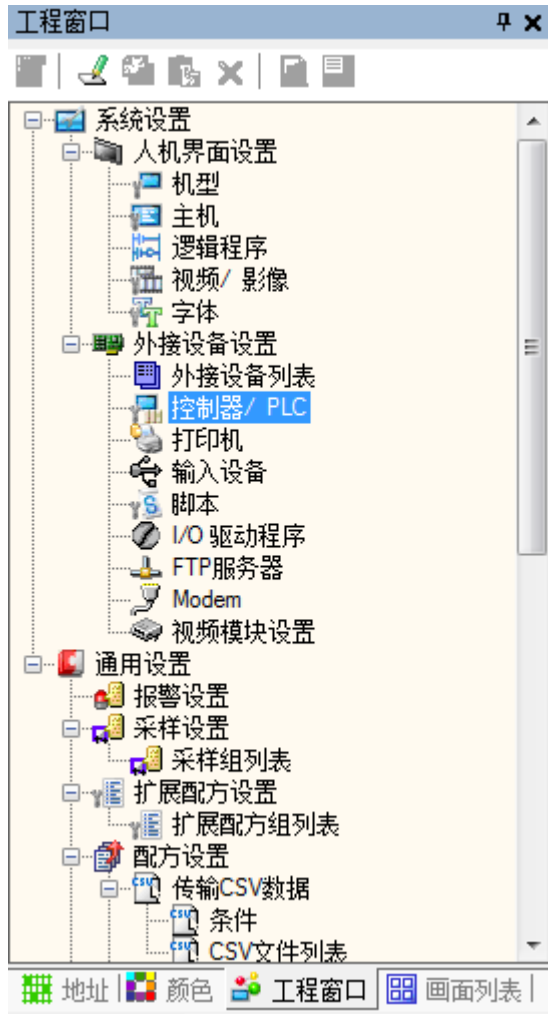 工程窗口
系统设置
人机界面设置
机型
主机
逻辑程序
视频/ 影像
字体
外接设备设置
外接设备列表
控制器/ PLC
打印机
输入设备
脚本
I/O 驱动程序
FTP服务器
Modem
视频模块设置
通用设置
报警设置
采样设置
采样组列表
扩展配方设置
扩展配方组列表
配方设置
传输CSV数据
条件
CSV文件列表
地址 颜色 工程窗口 画面列表